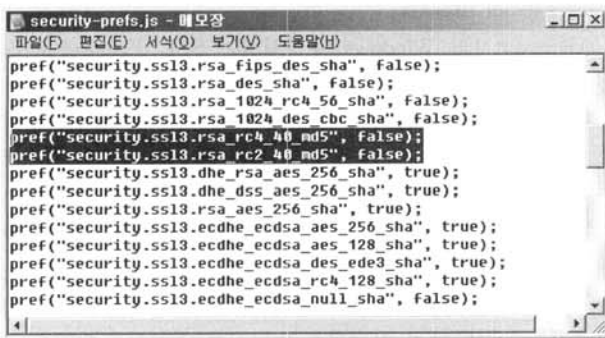 security-prefs.js - 메모장
파일(F) 편집(E) 서식(O) 보기(V) 도움말(H)
pref("security.ssl3.rsa_fips_des_sha", false);
pref("security.ssl3.rsa_des_sha", false);
pref("security.ssl3.rsa_1024_rc4_56_sha", false);
pref("security.ssl3.rsa_1024_des_cbc_sha", false);
pref("security.ssl3.rsa_rc4_40_md5", false);
pref("security.ssl3.rsa_rc2_40_md5", false);
pref("security.ssl3.dhe_rsa_aes_256_sha", true);
pref("security.ssl3.dhe_dss_aes_256_sha", true);
pref("security.ssl3.rsa_aes_256_sha", true);
pref("security.ssl3.ecdhe_ecdsa_aes_256_sha", true);
pref("security.ssl3.ecdhe_ecdsa_aes_128_sha", true);
pref("security.ssl3.ecdhe_ecdsa_des_ede3_sha", true);
pref("security.ssl3.ecdhe_ecdsa_rc4_128_sha", true);
pref("security.ssl3.ecdhe_ecdsa_null_sha", false);